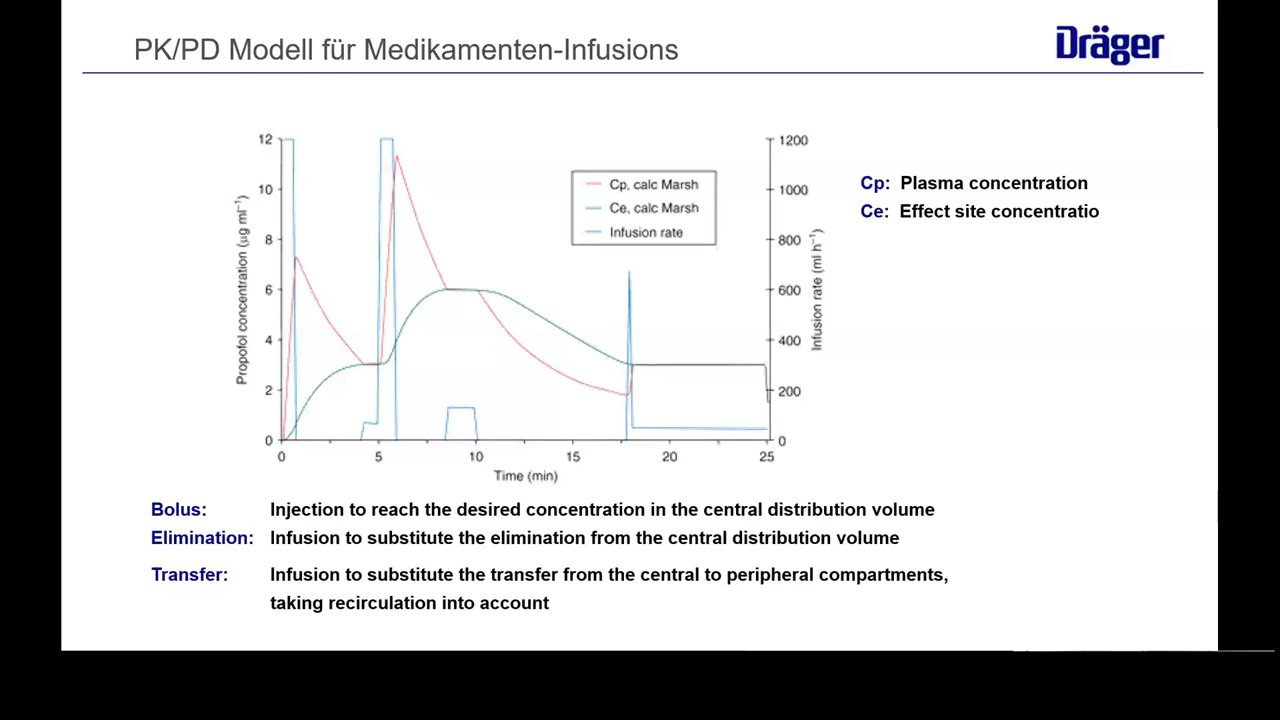 PK/PD Modell für Medikamenten-Infusions
Dräger
12
10
8
6
4
2
0
Propofol concentration (µg ml⁻¹)
1200
1000
800
600
400
200
0
Infusion rate (ml h⁻¹)
Cp, calc Marsh
Ce, calc Marsh
Infusion rate
0 5 10 15 20 25
Time (min)
Cp: Plasma concentration
Ce: Effect site concentratio
Bolus: Injection to reach the desired concentration in the central distribution volume
Elimination: Infusion to substitute the elimination from the central distribution volume
Transfer: Infusion to substitute the transfer from the central to peripheral compartments,
taking recirculation into account